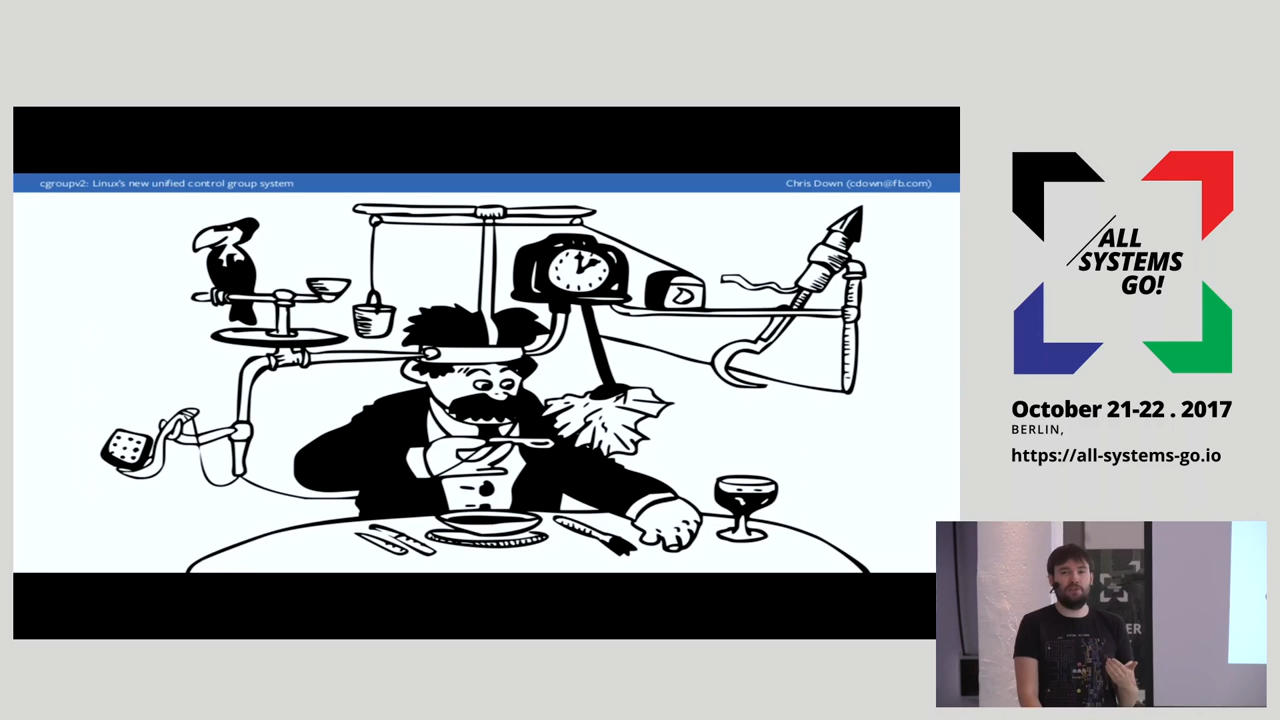 cgroupv2: Linux's new unified control group system
Chris Down (cdown@fb.com)
ALL
SYSTEMS
GO!
October 21-22 . 2017
BERLIN,
https://all-systems-go.io
ER